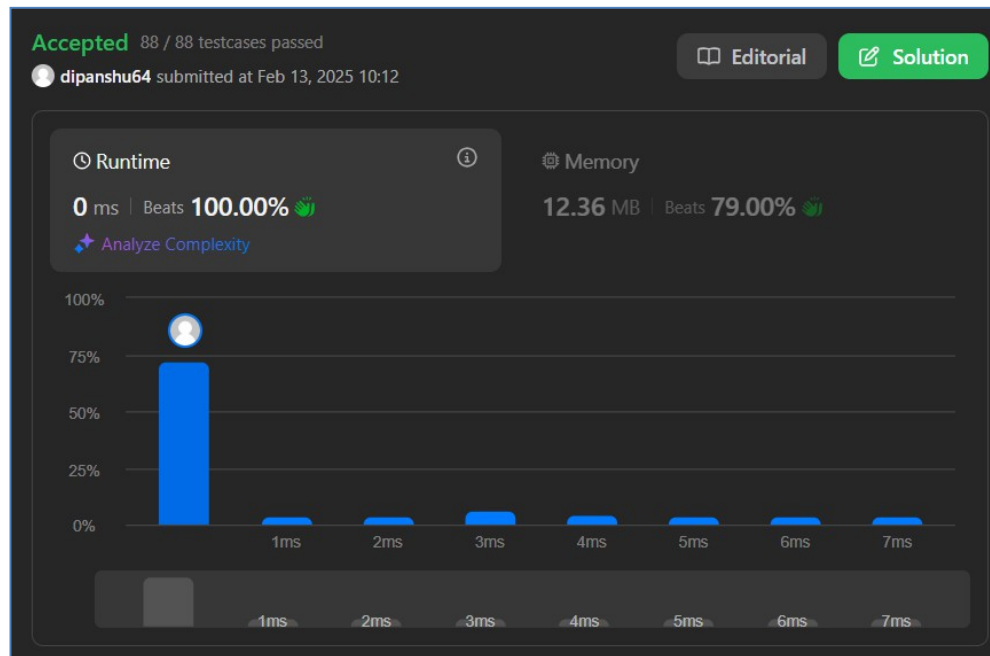 Accepted 88 / 88 testcases passed
Editorial
Solution
dipanshu64 submitted at Feb 13, 2025 10:12
Runtime
0 ms | Beats 100.00%
Analyze Complexity
Memory
12.36 MB | Beats 79.00%
100%
75%
50%
25%
0%
1ms 2ms 3ms 4ms 5ms 6ms 7ms
1ms 2ms 3ms 4ms 5ms 6ms 7ms